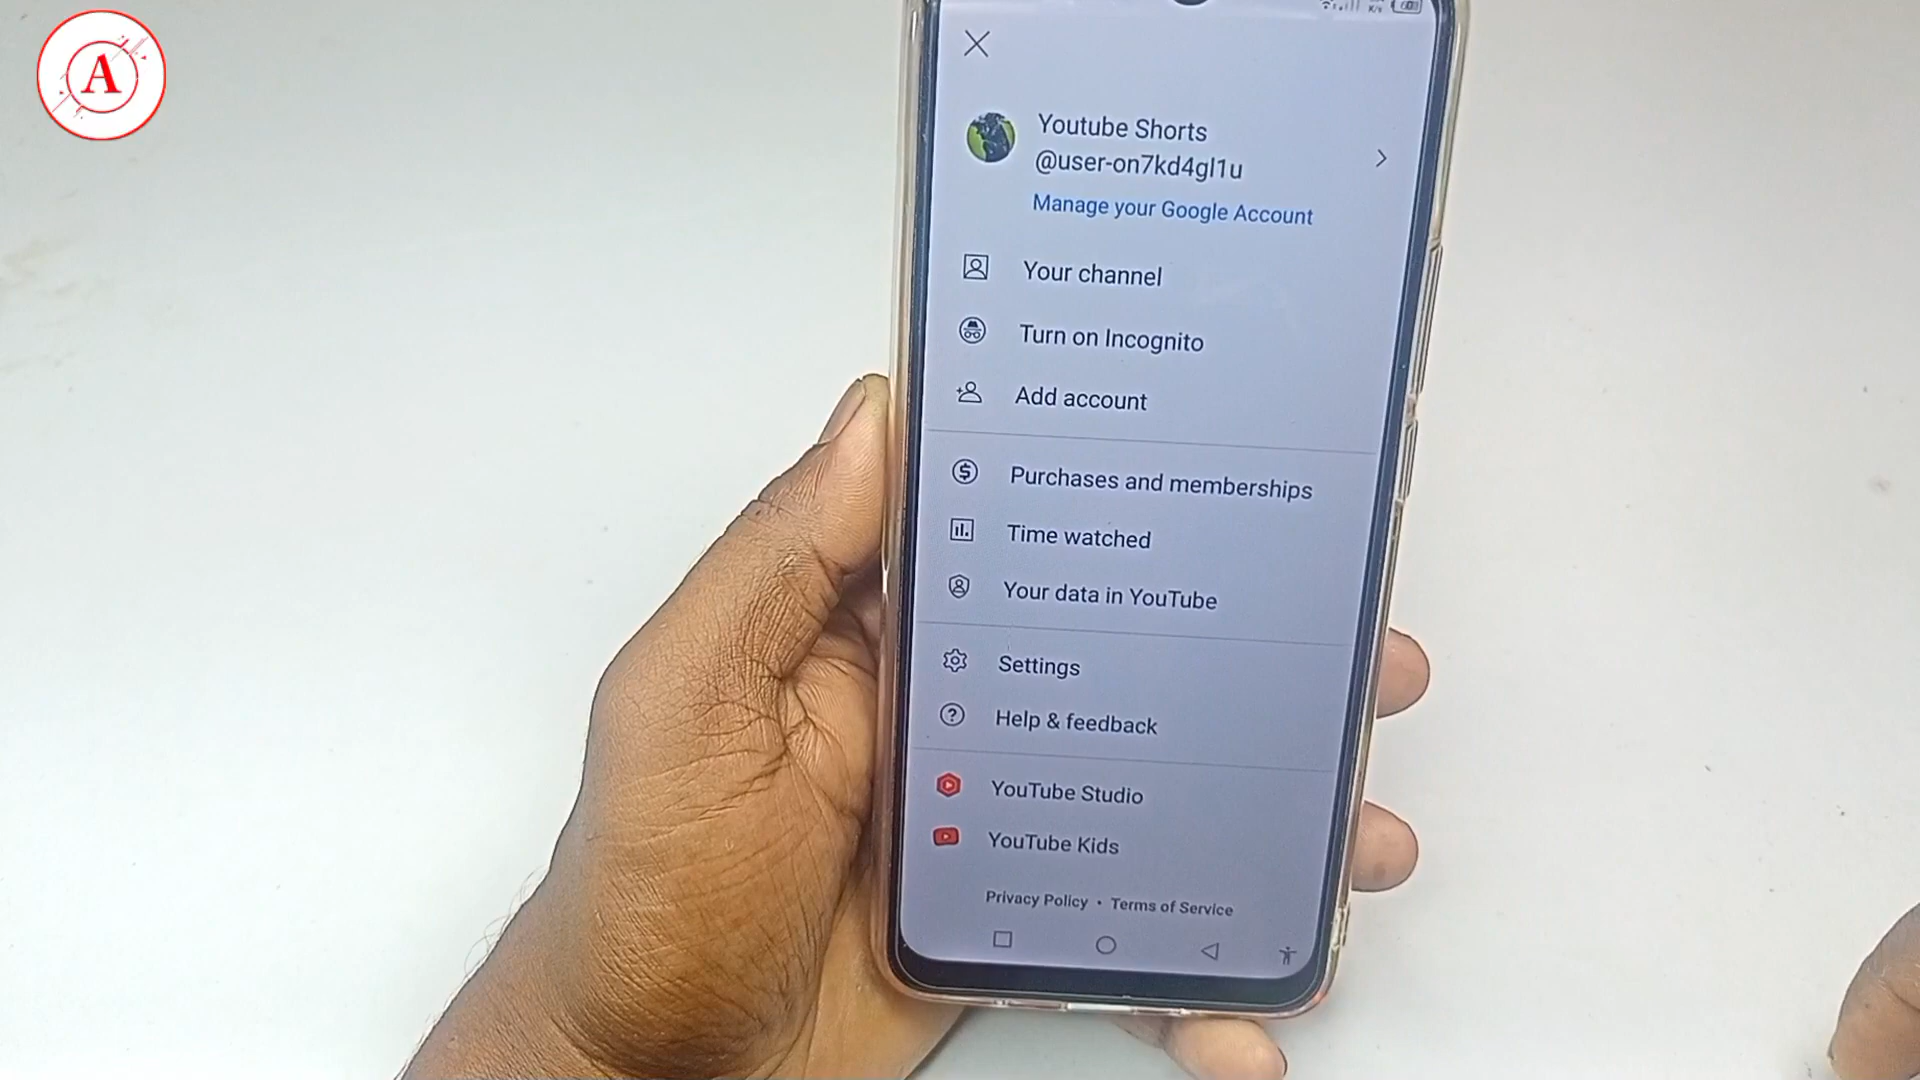 A
Youtube Shorts
@user-on7kd4gl1u
Manage your Google Account
Your channel
Turn on Incognito
Add account
Purchases and memberships
Time watched
Your data in YouTube
Settings
Help & feedback
YouTube Studio
YouTube Kids
Privacy Policy • Terms of Service